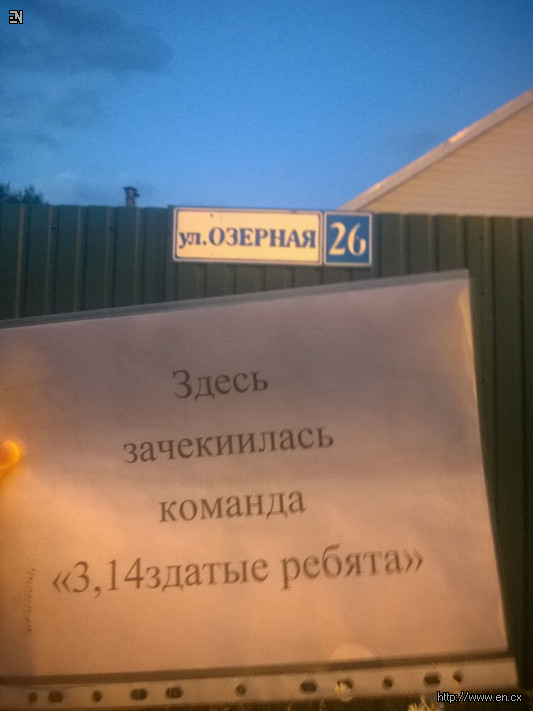 EN
ул.ОЗЕРНАЯ 26
Здесь
зачекиилась
команда
«3,14здатые ребята»
http://www.en.cx